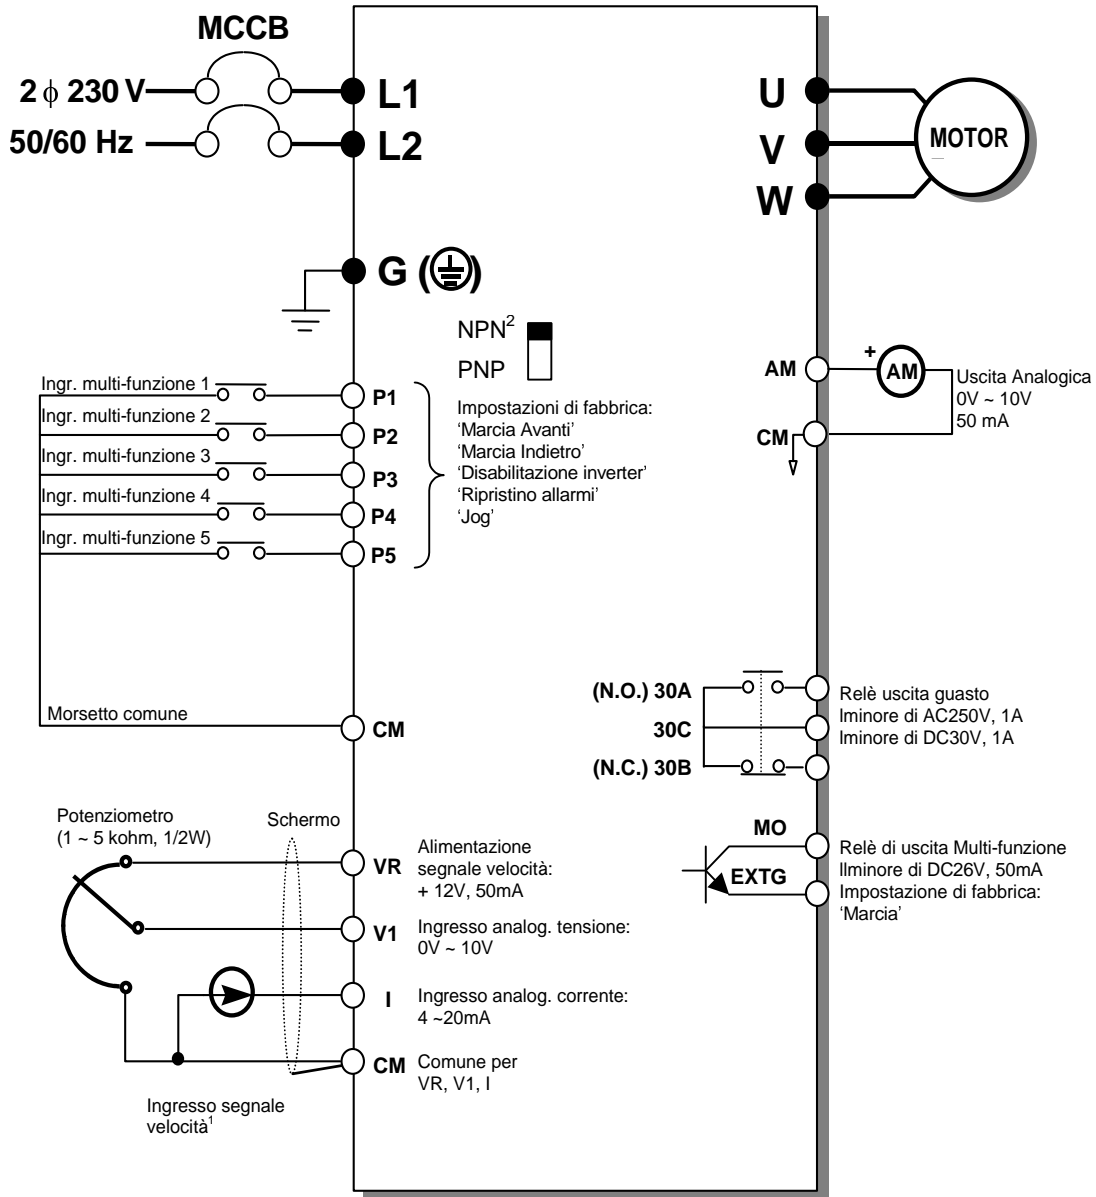 MCCB
2 ϕ 230 V
50/60 Hz
L1
L2
U
V
W
MOTOR
G ( )
NPN²
PNP
Impostazioni di fabbrica:
‘Marcia Avanti’
‘Marcia Indietro’
‘Disabilitazione inverter’
‘Ripristino allarmi’
‘Jog’
Ingr. multi-funzione 1
P1
Ingr. multi-funzione 2
P2
Ingr. multi-funzione 3
P3
Ingr. multi-funzione 4
P4
Ingr. multi-funzione 5
P5
Morsetto comune
CM
AM
+
AM
Uscita Analogica
0V ~ 10V
50 mA
CM
(N.O.) 30A
30C
(N.C.) 30B
Relè uscita guasto
Iminore di AC250V, 1A
Iminore di DC30V, 1A
MO
EXTG
Relè di uscita Multi-funzione
Ilminore di DC26V, 50mA
Impostazione di fabbrica:
‘Marcia’
Potenziometro
(1 ~ 5 kohm, 1/2W)
Schermo
VR
Alimentazione
segnale velocità:
+ 12V, 50mA
V1
Ingresso analog. tensione:
0V ~ 10V
I
Ingresso analog. corrente:
4 ~20mA
CM
Comune per
VR, V1, I
Ingresso segnale
velocità¹